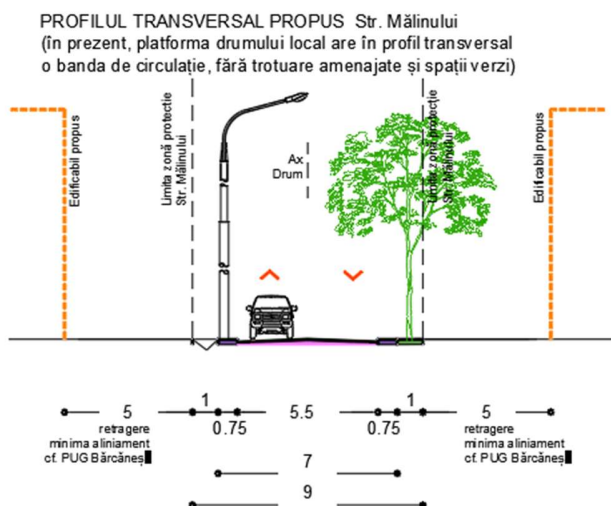 PROFILUL TRANSVERSAL PROPUS Str. Mălinului
(în prezent, platforma drumului local are în profil transversal
o banda de circulație, fără trotuare amenajate și spații verzi)
Edificabil propus
Limita zonă protectie
Str. Mălinului
Ax
Drum
Limita zonă protecție
Str. Mălinului
Edificabil propus
5
1
0.75
5.5
0.75
1
5
retragere
minima aliniament
cf. PUG Bărcăneș
retragere
minima aliniament
cf. PUG Bărcăneș
7
9